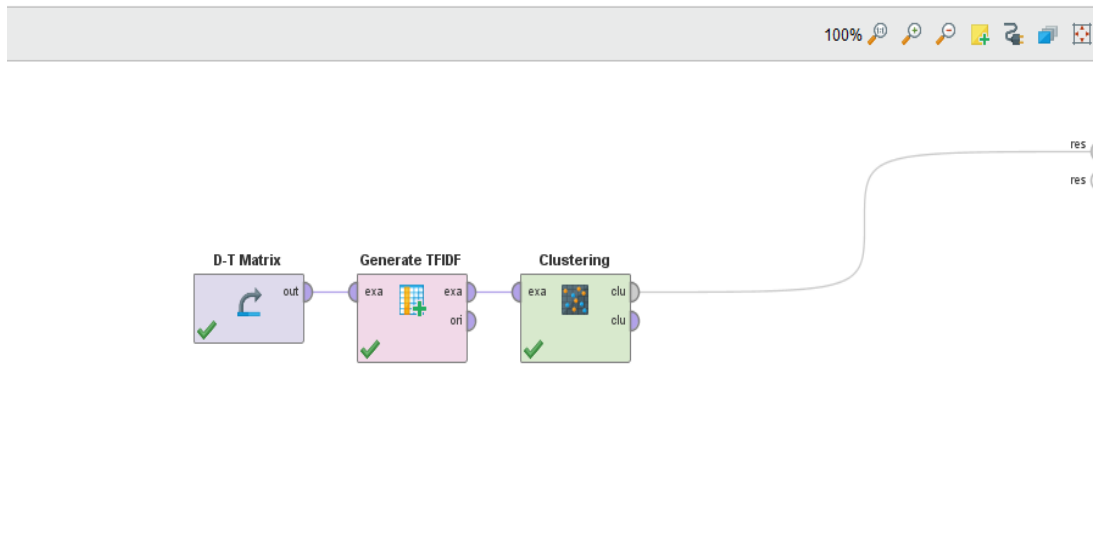 100%
res
res
D-T Matrix
Generate TFIDF
Clustering
out
exa
exa
ori
exa
clu
clu